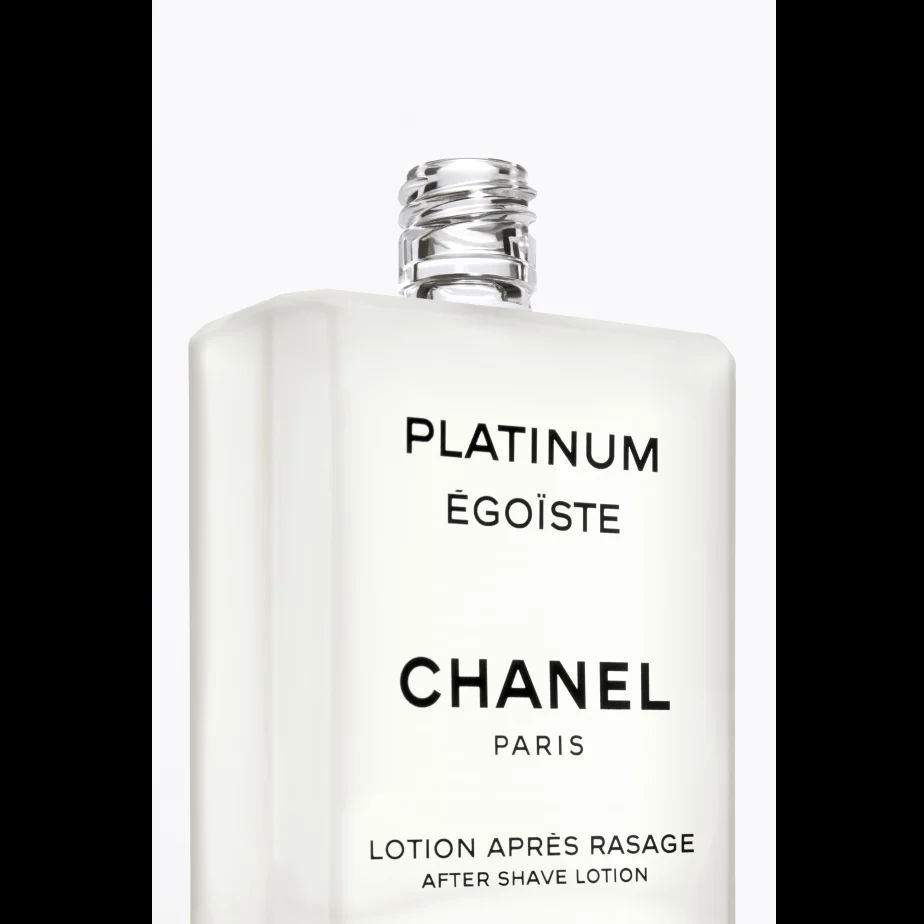 PLATINUM
ÉGOÏSTE
CHANEL
PARIS
LOTION APRÈS RASAGE
AFTER SHAVE LOTION